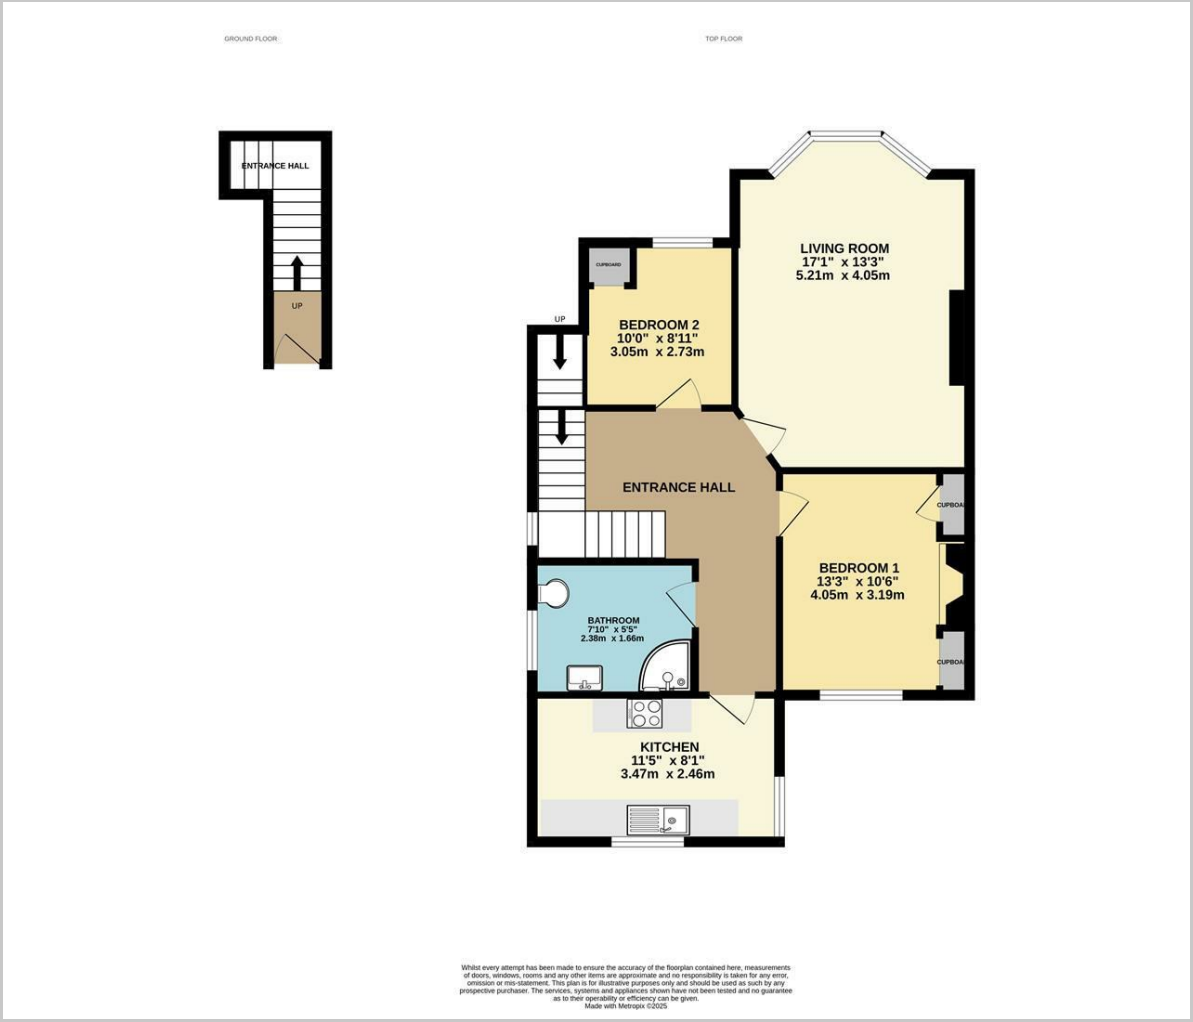 GROUND FLOOR
TOP FLOOR
ENTRANCE HALL
UP
LIVING ROOM
17'1" x 13'3"
5.21m x 4.05m
CUPBOARD
BEDROOM 2
10'0" x 8'11"
3.05m x 2.73m
UP
ENTRANCE HALL
CUPBOA
BEDROOM 1
13'3" x 10'6"
4.05m x 3.19m
CUPBOA
BATHROOM
7'10" x 5'5"
2.38m x 1.66m
KITCHEN
11'5" x 8'1"
3.47m x 2.46m
Whilst every attempt has been made to ensure the accuracy of the floorplan contained here, measurements
of doors, windows, rooms and any other items are approximate and no responsibility is taken for any error,
omission or mis-statement. This plan is for illustrative purposes only and should be used as such by any
prospective purchaser. The services, systems and appliances shown have not been tested and no guarantee
as to their operability or efficiency can be given.
Made with Metropix ©2025